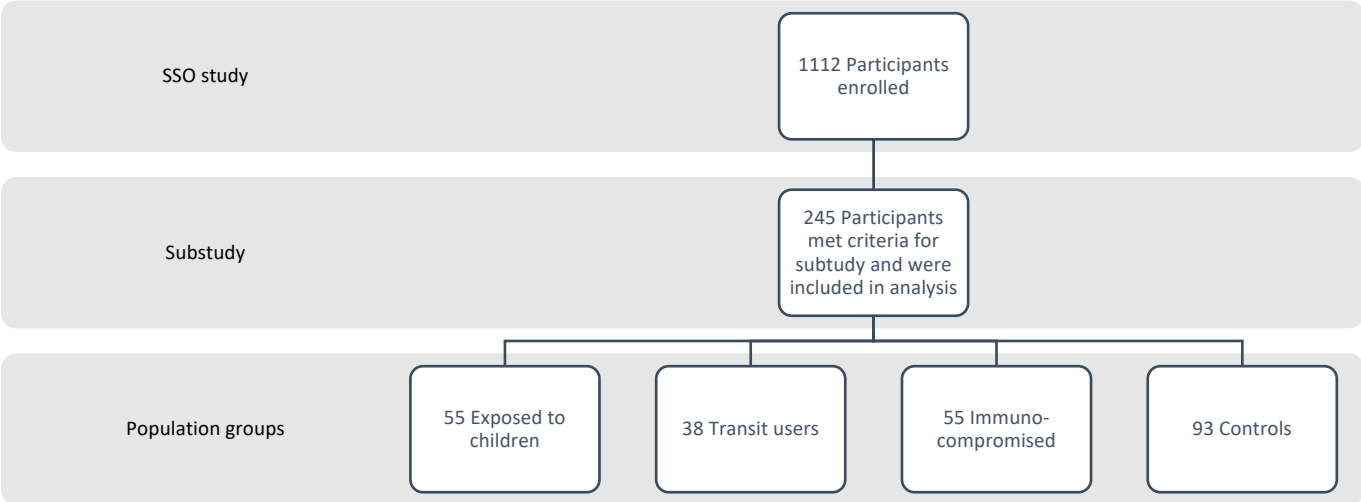 SSO study
1112 Participants
enrolled
Substudy
245 Participants
met criteria for
subtudy and were
included in analysis
Population groups
55 Exposed to
children
38 Transit users
55 Immuno-
compromised
93 Controls